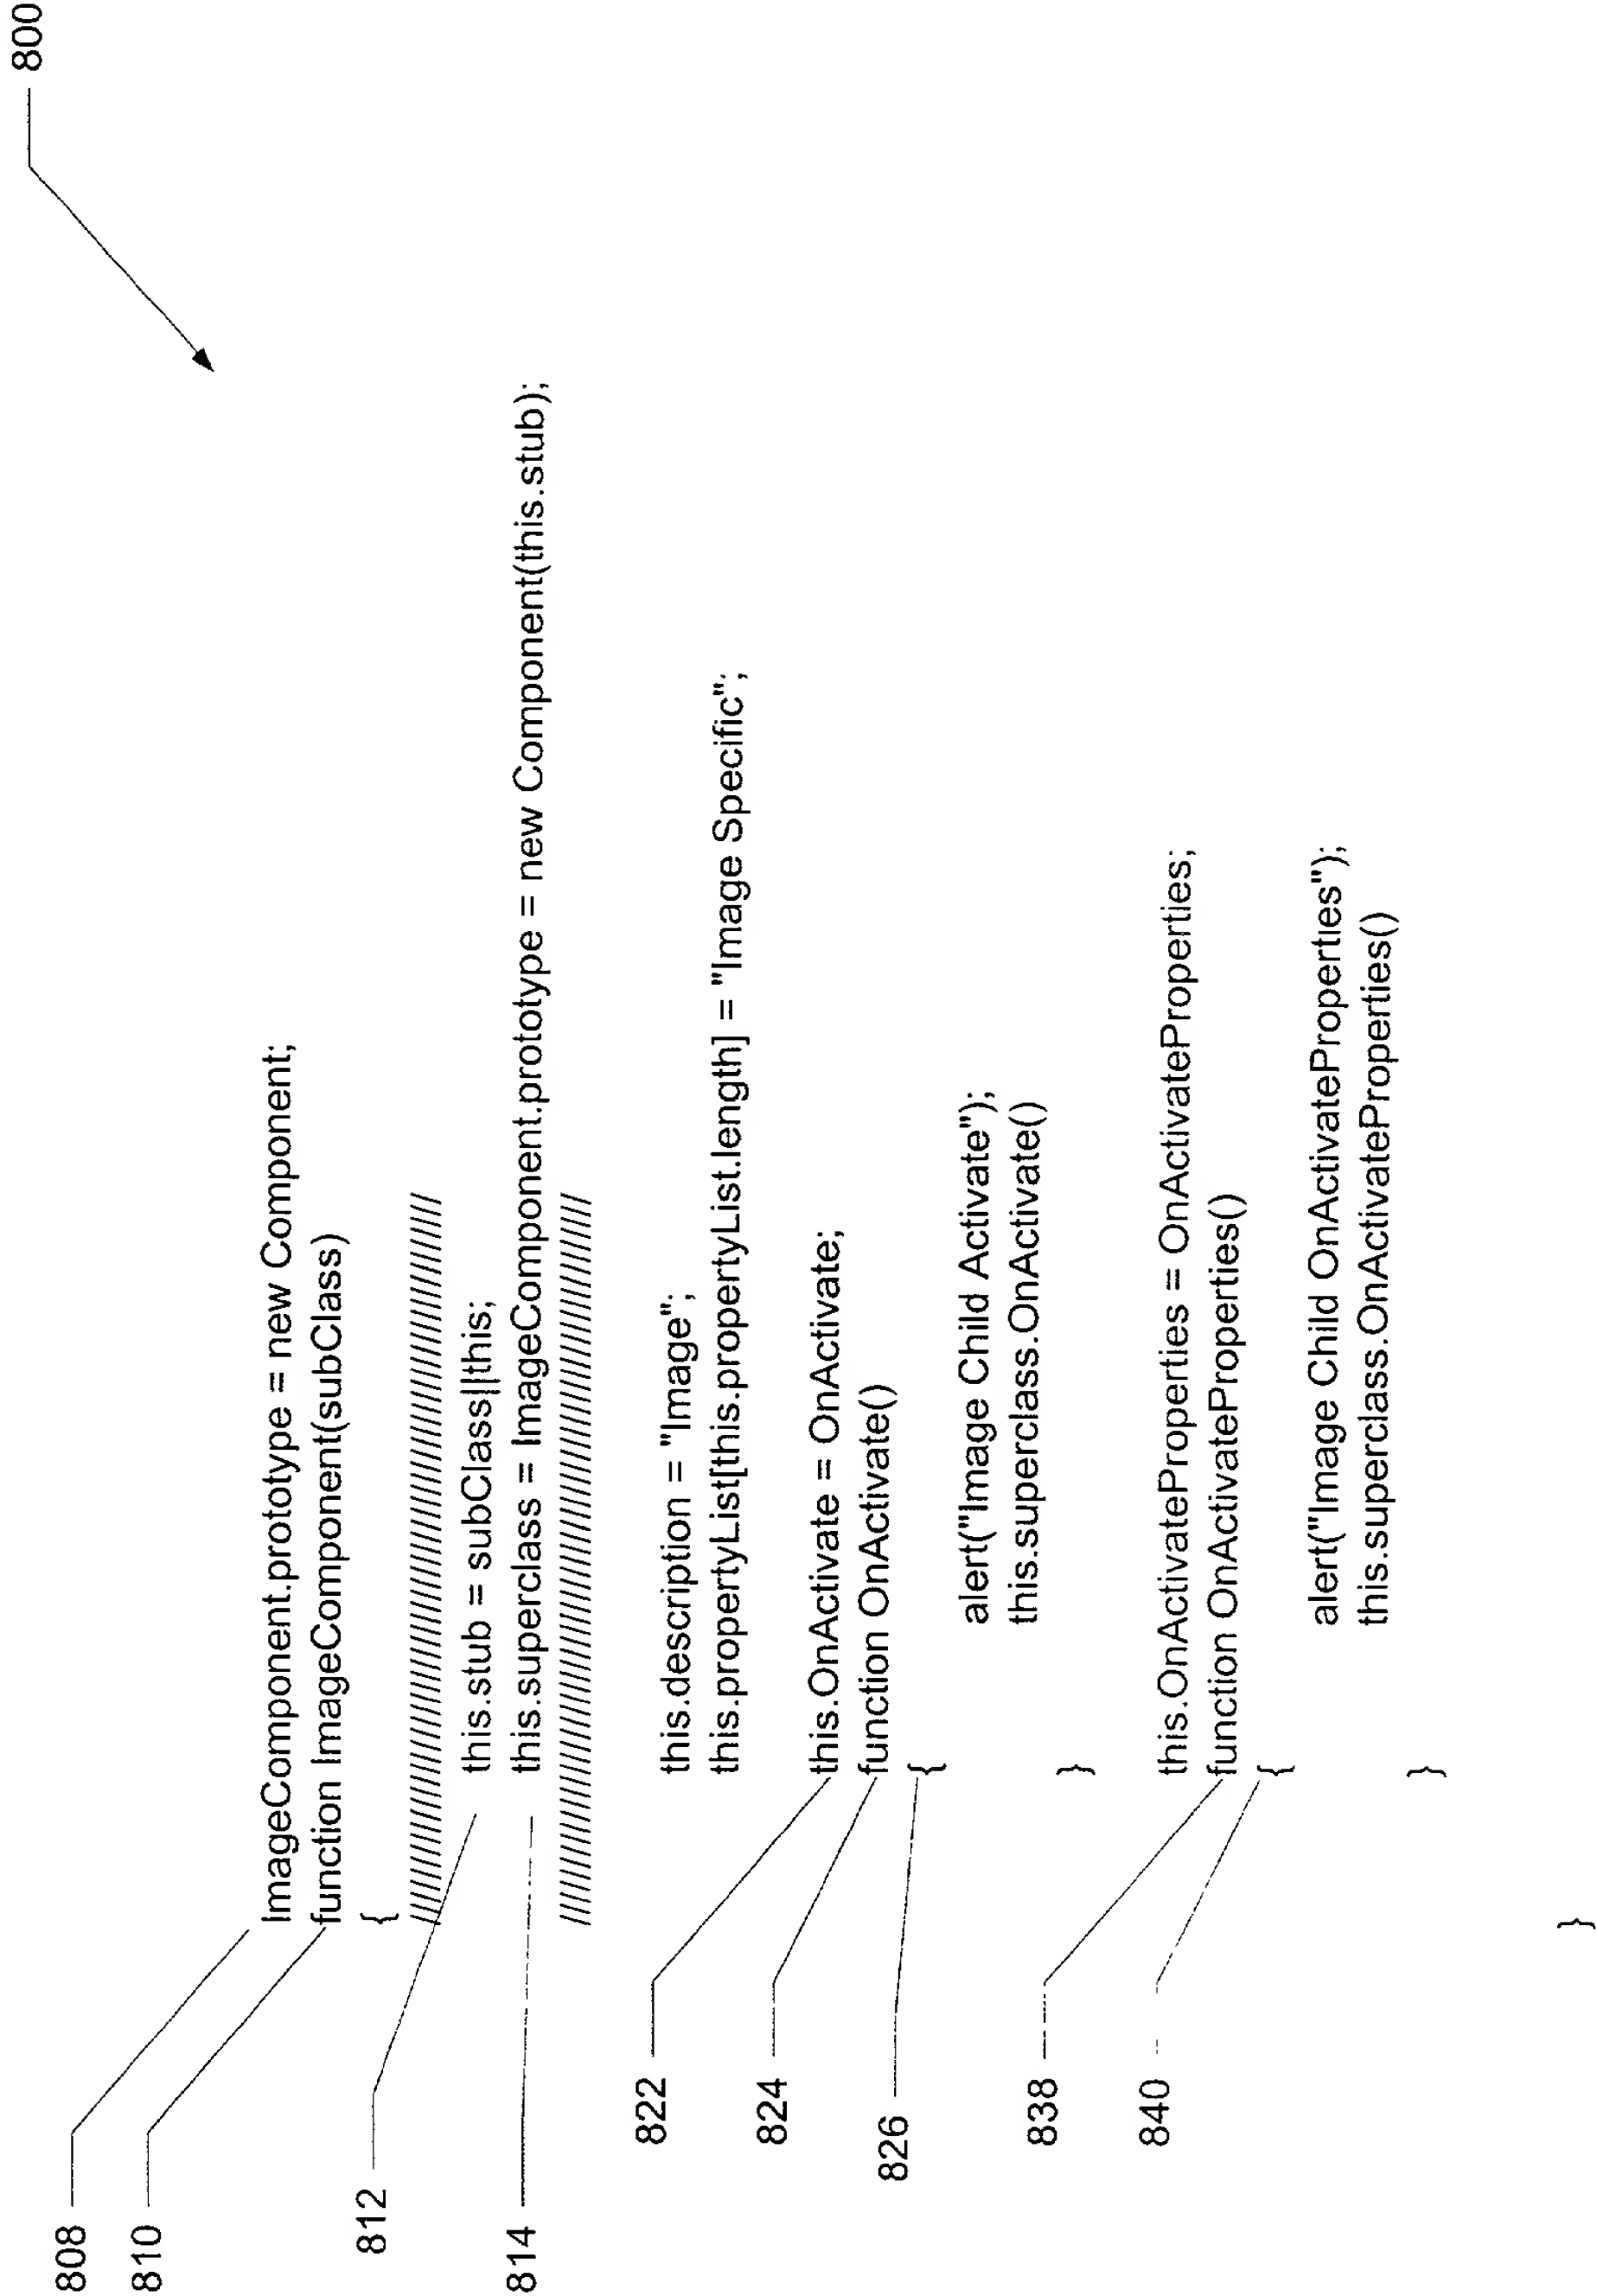 800
808 ImageComponent.prototype = new Component;
810 function ImageComponent(subClass)
{
//////////////////////////////////////////////////////////////
812 this.stub = subClass||this;
814 this.superclass = ImageComponent.prototype = new Component(this.stub);
//////////////////////////////////////////////////////////////
this.description = "Image";
this.propertyList[this.propertyList.length] = "Image Specific";
822 this.OnActivate = OnActivate;
824 function OnActivate()
826 {
alert("Image Child Activate");
this.superclass.OnActivate()
}
this.OnActivateProperties = OnActivateProperties;
838 function OnActivateProperties()
840 {
alert("Image Child OnActivateProperties");
this.superclass.OnActivateProperties()
}
}